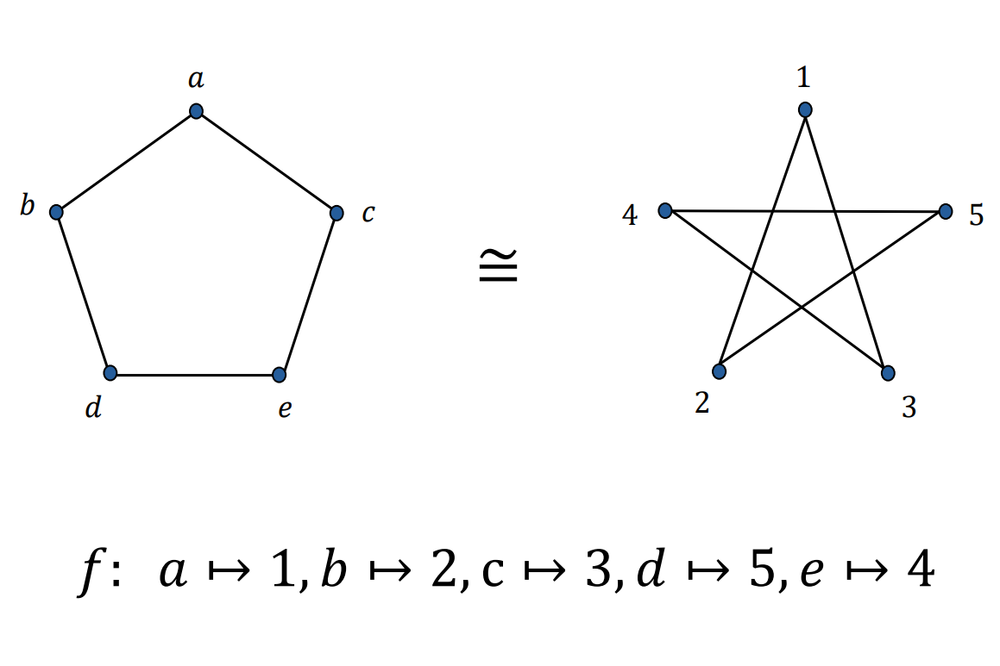 a
1
b
c
4
5
≅
d
e
2
3
f: a ↦ 1, b ↦ 2, c ↦ 3, d ↦ 5, e ↦ 4